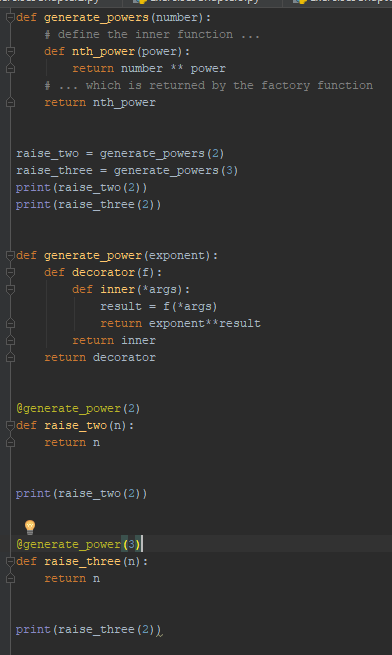 def generate_powers(number):
    # define the inner function ...
    def nth_power(power):
        return number ** power
    # ... which is returned by the factory function
    return nth_power
raise_two = generate_powers(2)
raise_three = generate_powers(3)
print(raise_two(2))
print(raise_three(2))
def generate_power(exponent):
    def decorator(f):
        def inner(*args):
            result = f(*args)
            return exponent**result
        return inner
    return decorator
@generate_power(2)
def raise_two(n):
    return n
print(raise_two(2))
@generate_power(3)
def raise_three(n):
    return n
print(raise_three(2))